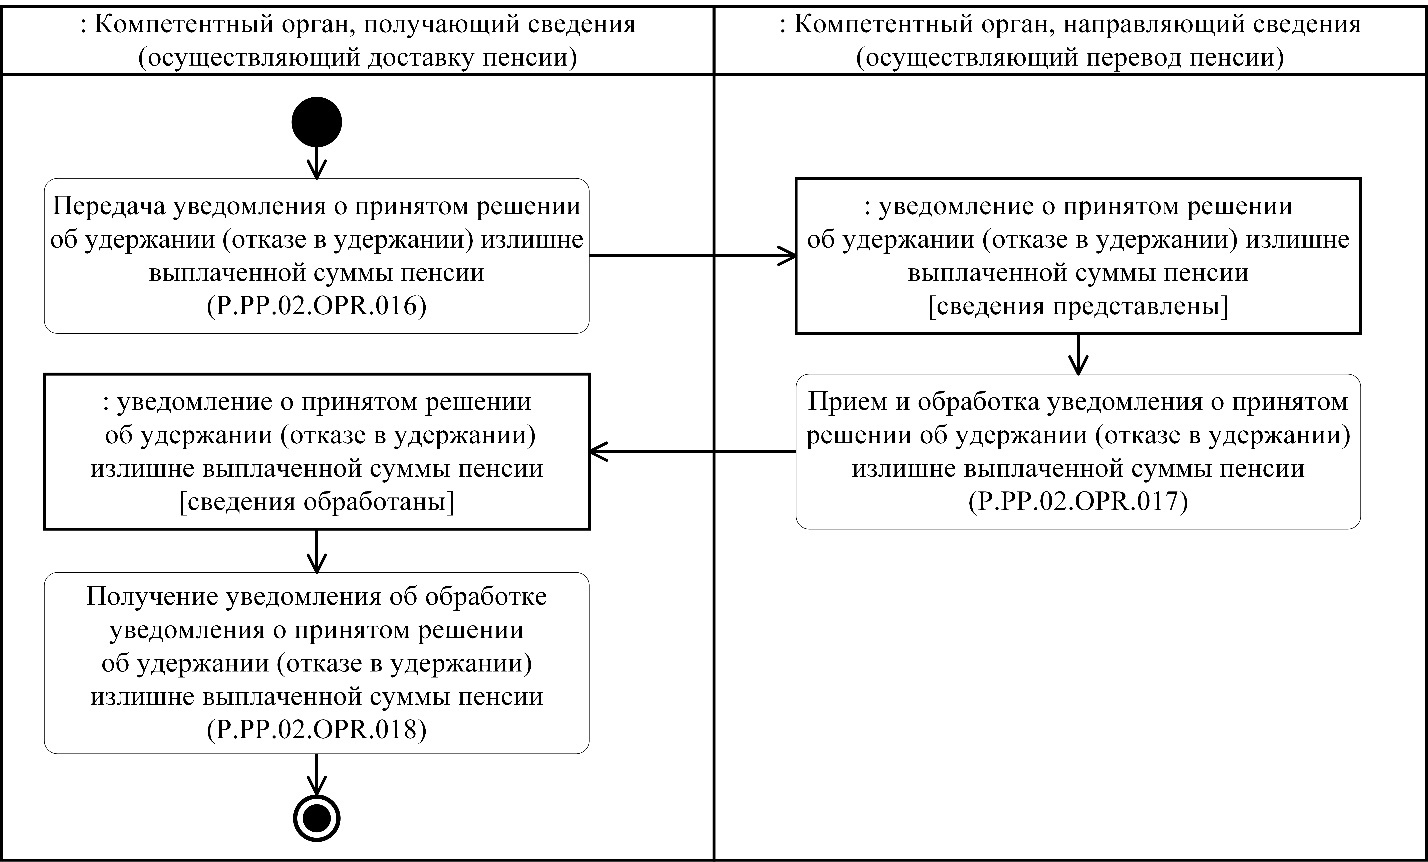 : Компетентный орган, получающий сведения
(осуществляющий доставку пенсии)
: Компетентный орган, направляющий сведения
(осуществляющий перевод пенсии)
Передача уведомления о принятом решении
об удержании (отказе в удержании) излишне
выплаченной суммы пенсии
(P.PP.02.OPR.016)
: уведомление о принятом решении
об удержании (отказе в удержании) излишне
выплаченной суммы пенсии
[сведения представлены]
: уведомление о принятом решении
об удержании (отказе в удержании)
излишне выплаченной суммы пенсии
[сведения обработаны]
Прием и обработка уведомления о принятом
решении об удержании (отказе в удержании)
излишне выплаченной суммы пенсии
(P.PP.02.OPR.017)
Получение уведомления об обработке
уведомления о принятом решении
об удержании (отказе в удержании)
излишне выплаченной суммы пенсии
(P.PP.02.OPR.018)